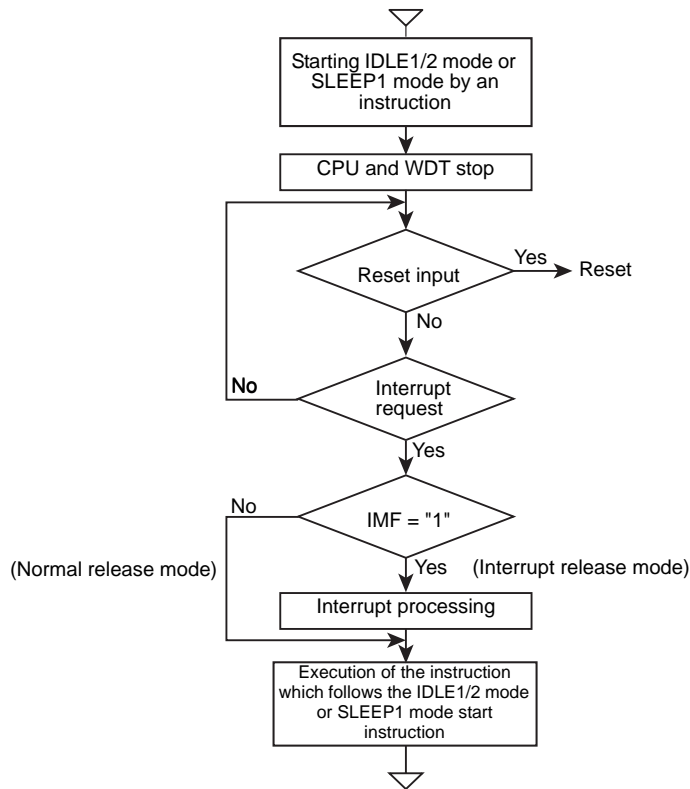 Starting IDLE1/2 mode or
SLEEP1 mode by an
instruction
CPU and WDT stop
Reset input
Yes
Reset
No
Interrupt
request
No
Yes
IMF = "1"
No
(Normal release mode)
Yes
(Interrupt release mode)
Interrupt processing
Execution of the instruction
which follows the IDLE1/2 mode
or SLEEP1 mode start
instruction